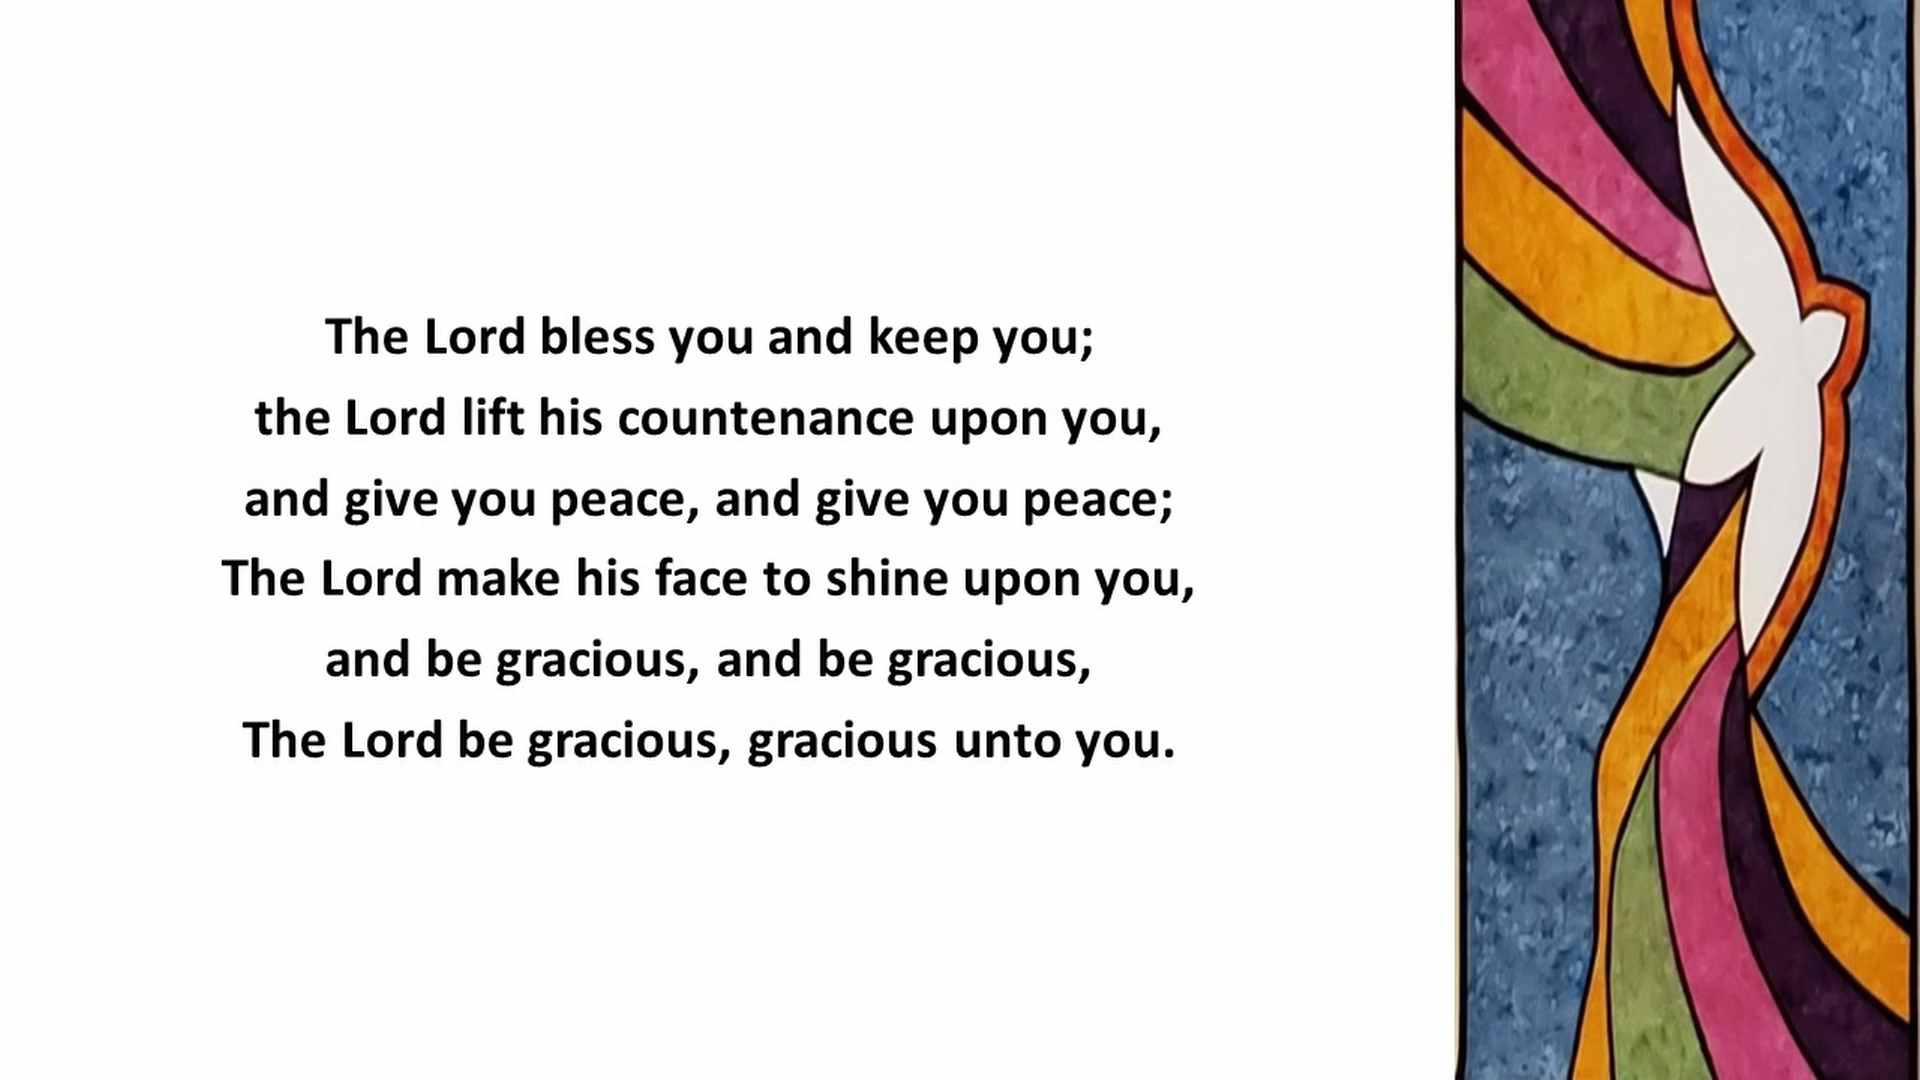 The Lord bless you and keep you;
the Lord lift his countenance upon you,
and give you peace, and give you peace;
The Lord make his face to shine upon you,
and be gracious, and be gracious,
The Lord be gracious, gracious unto you.